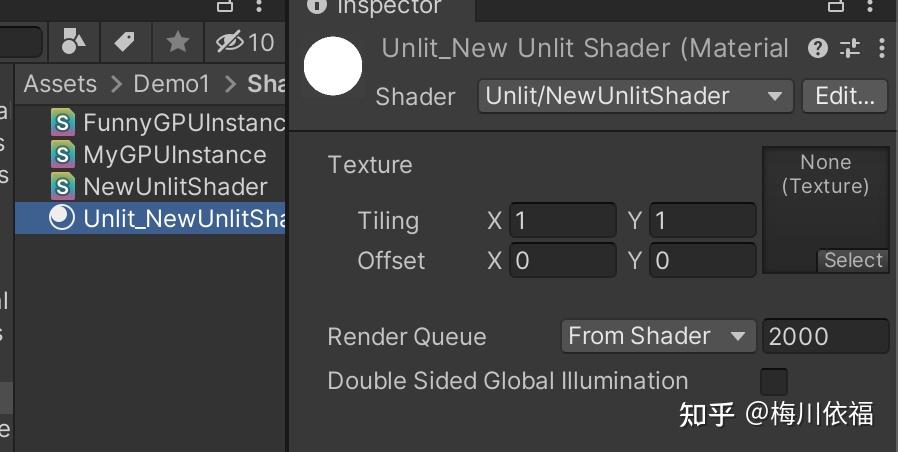 10
Assets > Demo1 > Sha
FunnyGPUInstanc
MyGPUInstance
NewUnlitShader
Unlit_NewUnlitSha
Inspector
Unlit_New Unlit Shader (Material
Shader Unlit/NewUnlitShader Edit...
Texture
None
(Texture)
Tiling X 1 Y 1
Offset X 0 Y 0
Select
Render Queue From Shader 2000
Double Sided Global Illumination
知乎 @梅川依福